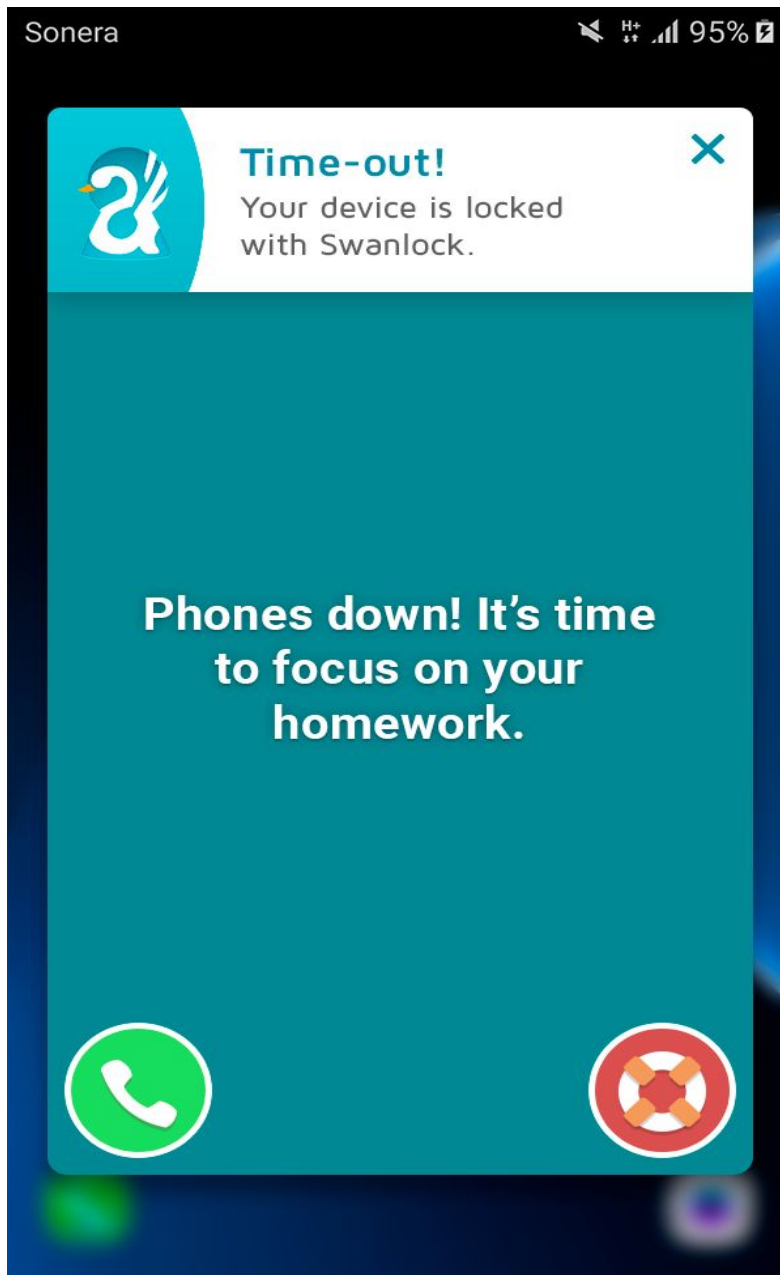 Sonera H+ 95%
Time-out!
Your device is locked
with Swanlock.
Phones down! It’s time
to focus on your
homework.